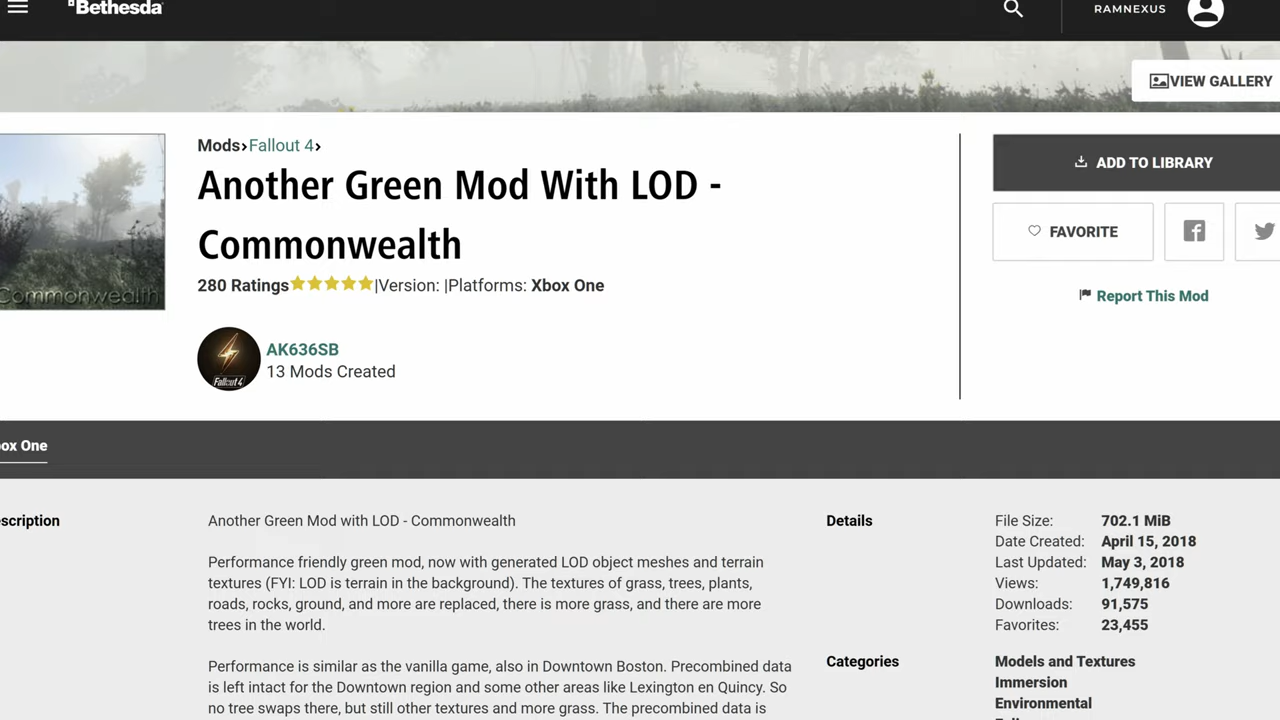 Bethesda
RAMNEXUS
VIEW GALLERY
Mods›Fallout 4›
Another Green Mod With LOD -
Commonwealth
280 Ratings|Version: |Platforms: Xbox One
AK636SB
13 Mods Created
Commonwealth
Fallout 4
ADD TO LIBRARY
FAVORITE
Report This Mod
box One
escription
Another Green Mod with LOD - Commonwealth
Performance friendly green mod, now with generated LOD object meshes and terrain
textures (FYI: LOD is terrain in the background). The textures of grass, trees, plants,
roads, rocks, ground, and more are replaced, there is more grass, and there are more
trees in the world.
Performance is similar as the vanilla game, also in Downtown Boston. Precombined data
is left intact for the Downtown region and some other areas like Lexington en Quincy. So
no tree swaps there, but still other textures and more grass. The precombined data is
Details
File Size: 702.1 MiB
Date Created: April 15, 2018
Last Updated: May 3, 2018
Views: 1,749,816
Downloads: 91,575
Favorites: 23,455
Categories
Models and Textures
Immersion
Environmental